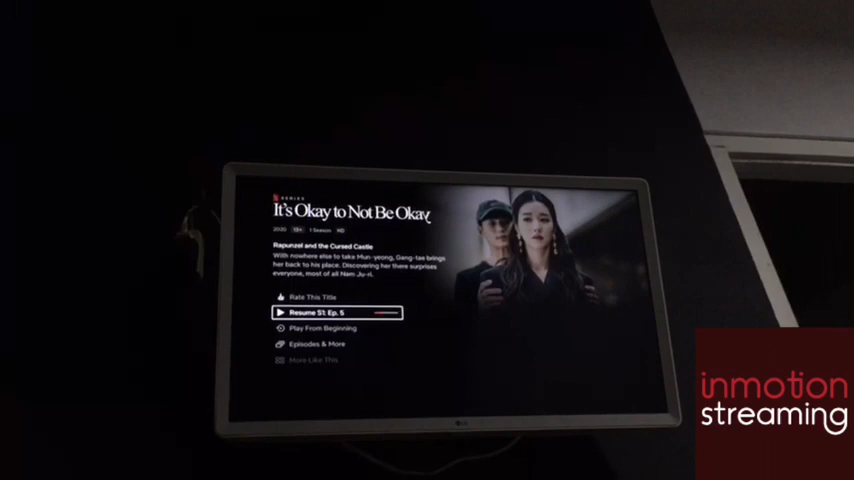 SERIES
It's Okay to Not Be Okay
2020 13+ 1 Season HD
Rapunzel and the Cursed Castle
With nowhere else to take Mun-yeong, Gang-tae brings
her back to his place. Discovering her there surprises
everyone, most of all Nam Ju-ri.
Rate This Title
Resume S1: Ep. 5
Play From Beginning
Episodes & More
More Like This
LG
inmotion
streaming